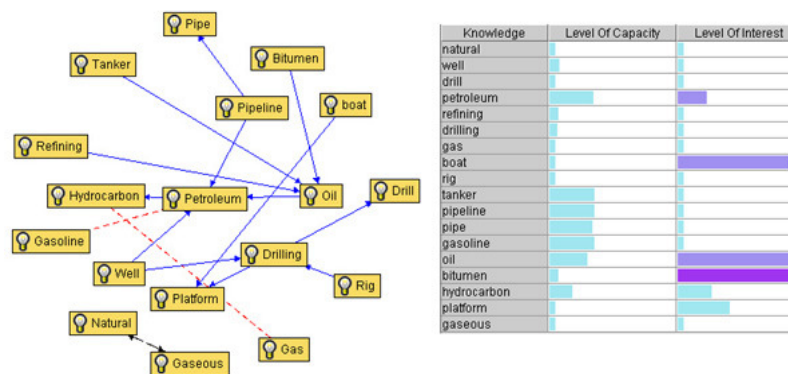 Pipe
Tanker
Bitumen
Pipeline
boat
Refining
Hydrocarbon
Petroleum
Oil
Drill
Gasoline
Well
Drilling
Platform
Rig
Natural
Gaseous
Gas
Knowledge Level Of Capacity Level Of Interest
natural
well
drill
petroleum
refining
drilling
gas
boat
rig
tanker
pipeline
pipe
gasoline
oil
bitumen
hydrocarbon
platform
gaseous